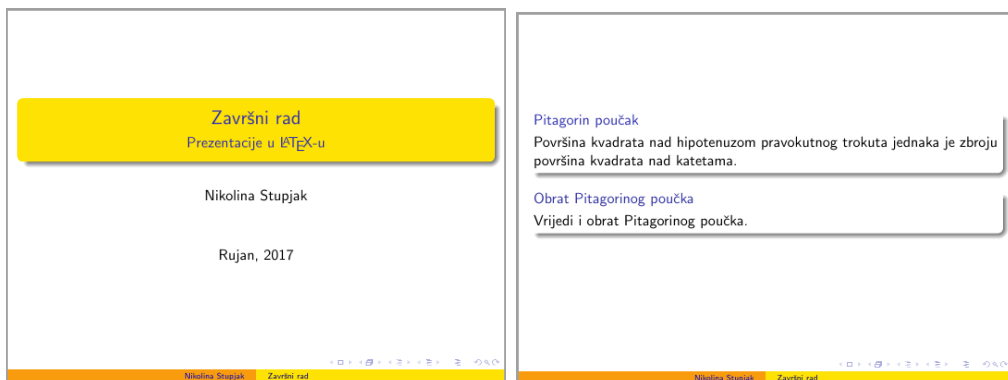 Završni rad
Prezentacije u LATEX-u
Nikolina Stupjak
Rujan, 2017
Nikolina Stupjak Završni rad
Pitagorin poučak
Površina kvadrata nad hipotenuzom pravokutnog trokuta jednaka je zbroju
površina kvadrata nad katetama.
Obrat Pitagorinog poučka
Vrijedi i obrat Pitagorinog poučka.
Nikolina Stupjak Završni rad